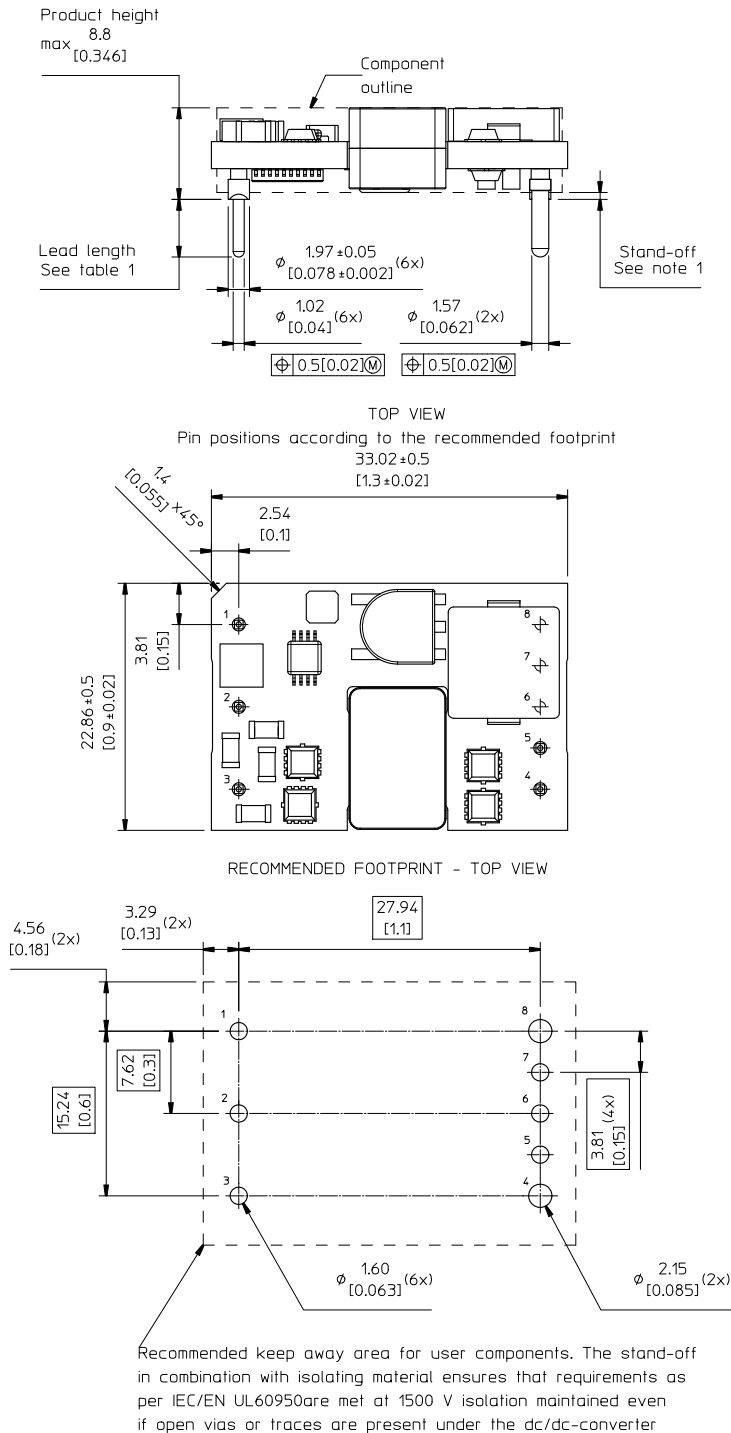 Product height
max 8.8
[0.346]
Component
outline
Lead length
See table 1
⌀ 1.97 ±0.05 (6x)
[0.078 ±0.002]
Stand-off
See note 1
⌀ 1.02 (6x)
[0.04]
⌀ 1.57 (2x)
[0.062]
⌖ 0.5[0.02]Ⓜ
⌖ 0.5[0.02]Ⓜ
TOP VIEW
Pin positions according to the recommended footprint
33.02 ±0.5
[1.3 ±0.02]
1.4
[0.055] ×45°
2.54
[0.1]
3.81
[0.15]
22.86 ±0.5
[0.9 ±0.02]
1
2
3
8
7
6
5
4
RECOMMENDED FOOTPRINT - TOP VIEW
4.56 (2x)
[0.18]
3.29 (2x)
[0.13]
27.94
[1.1]
15.24
[0.6]
7.62
[0.3]
1
2
3
8
7
6
5
4
3.81 (4x)
[0.15]
⌀ 1.60 (6x)
[0.063]
⌀ 2.15 (2x)
[0.085]
Recommended keep away area for user components. The stand-off
in combination with isolating material ensures that requirements as
per IEC/EN UL60950are met at 1500 V isolation maintained even
if open vias or traces are present under the dc/dc-converter